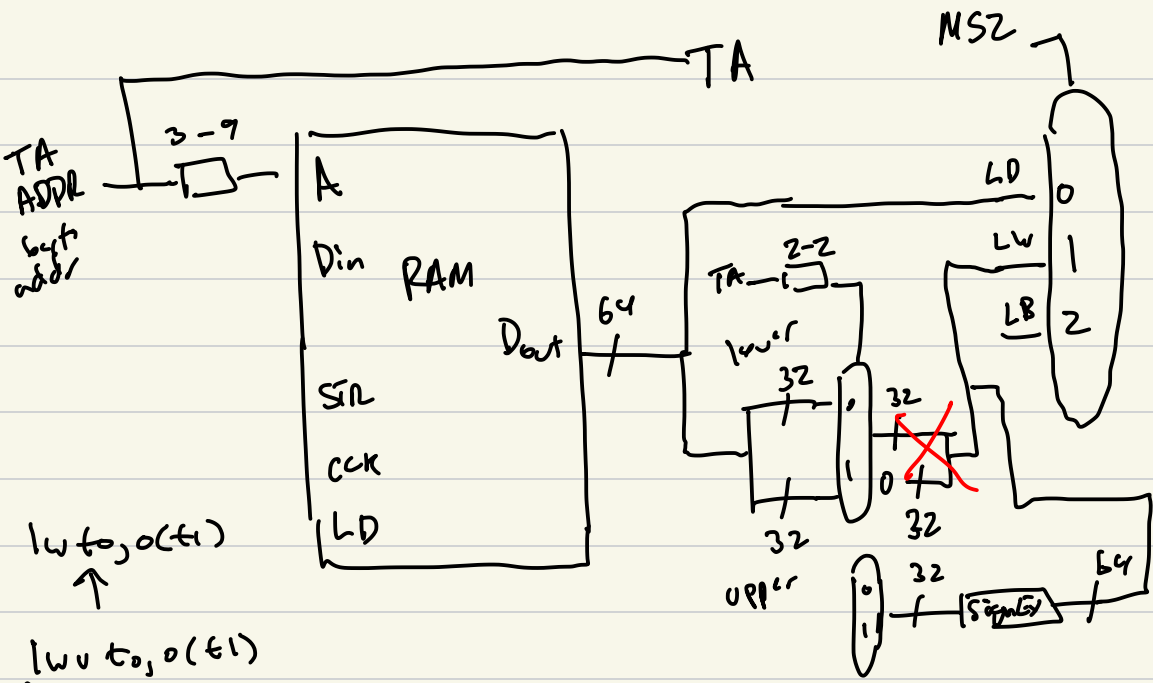 MS2
TA
3-9
TA
ADDR
byte
addr
A
Din
RAM
Dout
64
STR
CLK
LD
LD
0
LW
1
LB
2
2-2
TA
lower
32
0
1
32
0
32
32
upper
0
1
32
SignEx
64
lw t0, 0(t1)
lwu t0, 0(t1)